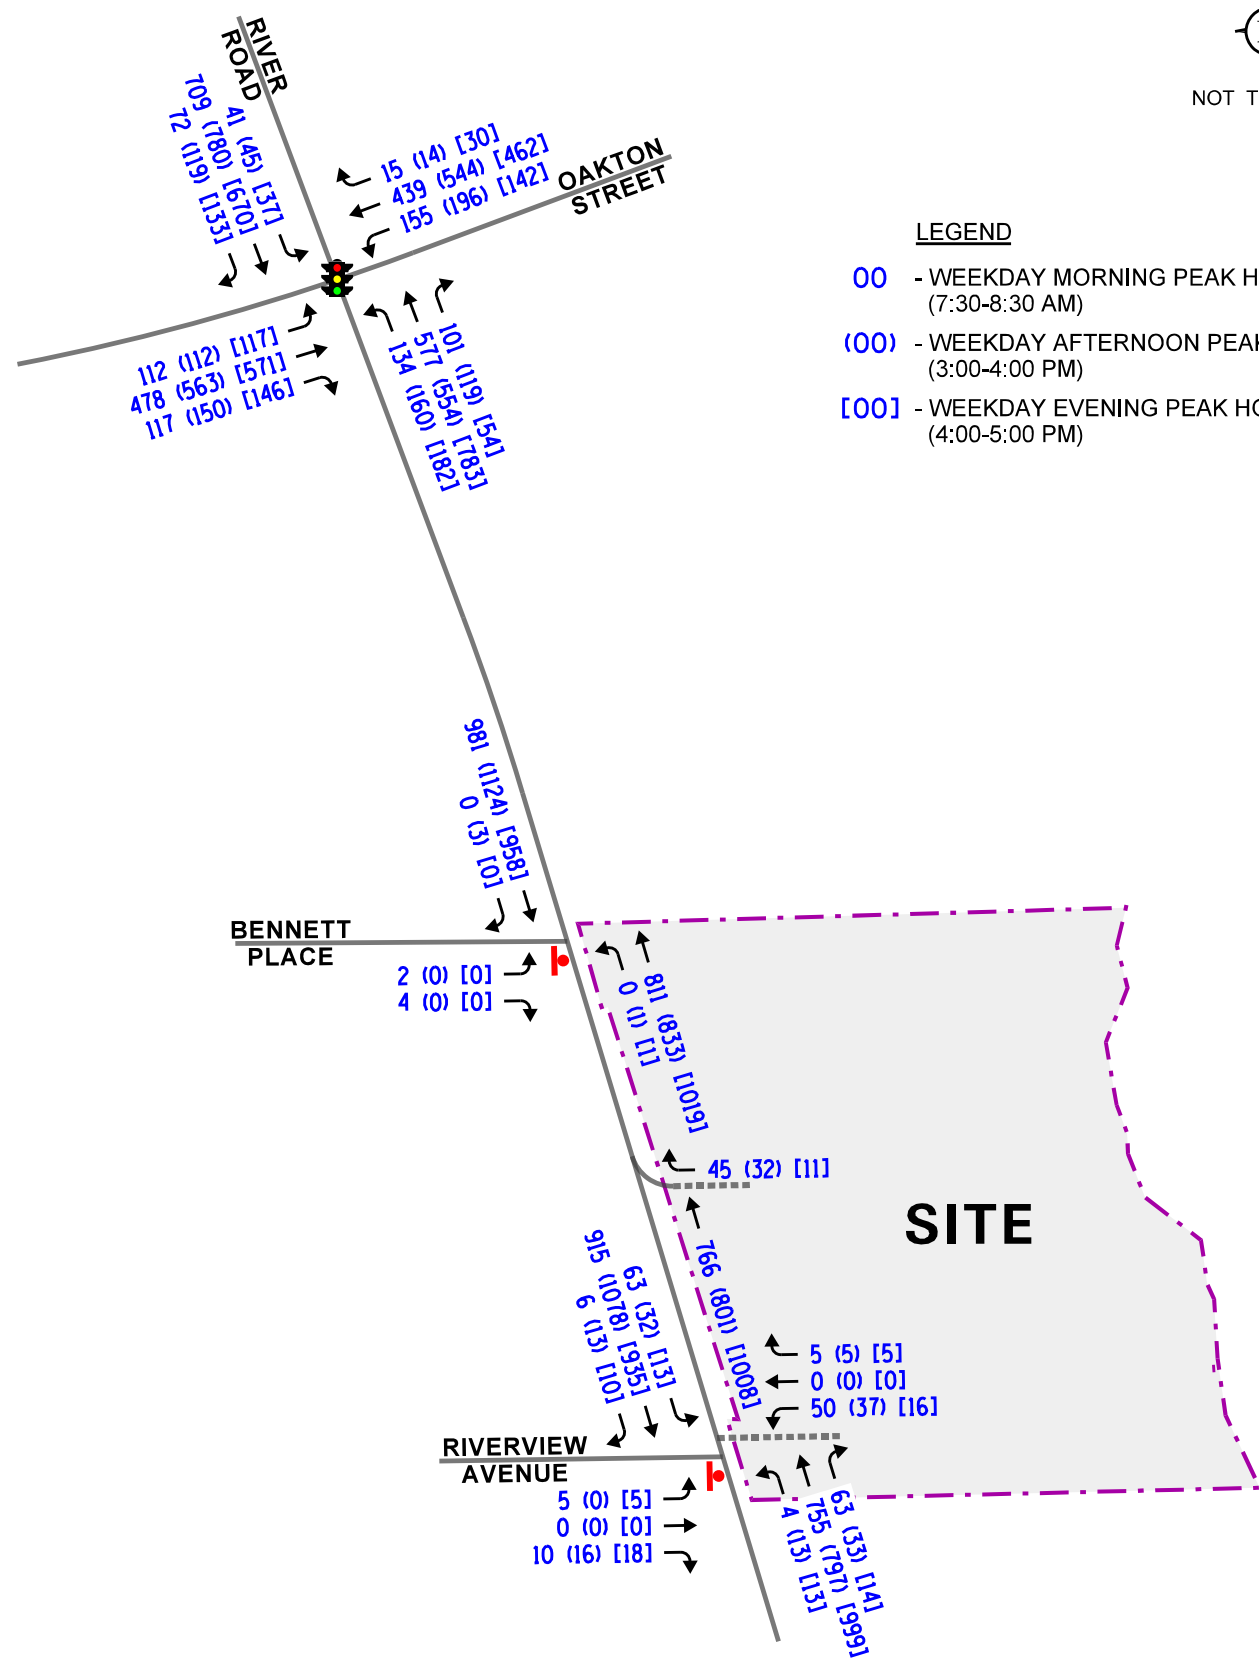 RIVER
ROAD
NOT T
709 (780) [670]
41 (45) [37]
72 (119) [133]
15 (14) [30]
439 (544) [462]
155 (196) [142]
OAKTON
STREET
LEGEND
00 - WEEKDAY MORNING PEAK H
(7:30-8:30 AM)
(00) - WEEKDAY AFTERNOON PEAK
(3:00-4:00 PM)
[00] - WEEKDAY EVENING PEAK HO
(4:00-5:00 PM)
112 (112) [117]
478 (563) [571]
117 (150) [146]
101 (119) [54]
577 (554) [783]
134 (160) [182]
981 (1124) [958]
0 (3) [0]
BENNETT
PLACE
2 (0) [0]
4 (0) [0]
811 (833) [1019]
0 (1) [1]
45 (32) [11]
SITE
766 (801) [1008]
63 (32) [13]
915 (1078) [935]
6 (13) [10]
5 (5) [5]
0 (0) [0]
50 (37) [16]
RIVERVIEW
AVENUE
5 (0) [5]
0 (0) [0]
10 (16) [18]
63 (33) [14]
755 (797) [999]
4 (13) [13]